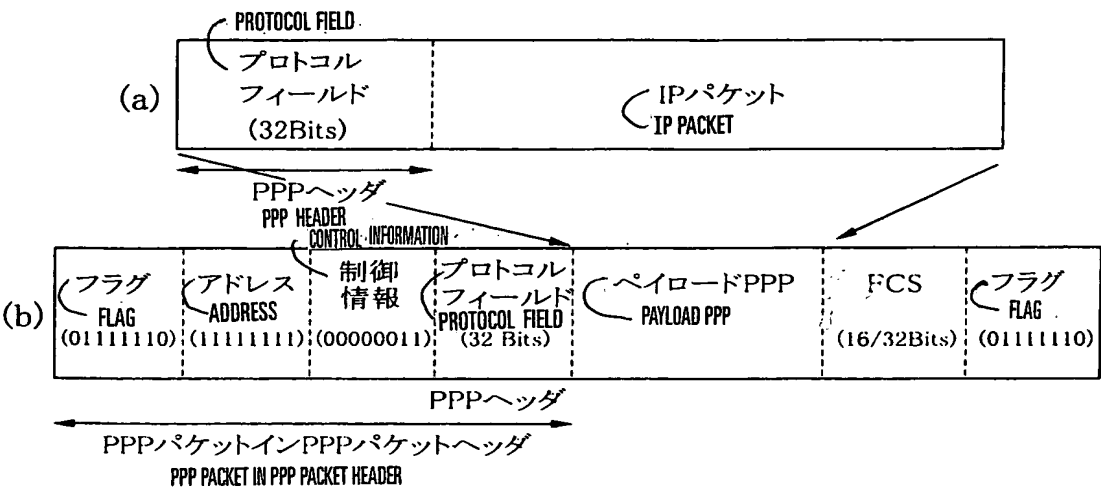 PROTOCOL FIELD
プロトコル
フィールド
(32Bits)
(a)
IPパケット
IP PACKET
PPPヘッダ
PPP HEADER
CONTROL INFORMATION
(b)
フラグ
FLAG
(01111110)
アドレス
ADDRESS
(11111111)
制御
情報
(00000011)
プロトコル
フィールド
PROTOCOL FIELD
(32 Bits)
ペイロードPPP
PAYLOAD PPP
FCS
(16/32Bits)
フラグ
FLAG
(01111110)
PPPヘッダ
PPPパケットインPPPパケットヘッダ
PPP PACKET IN PPP PACKET HEADER